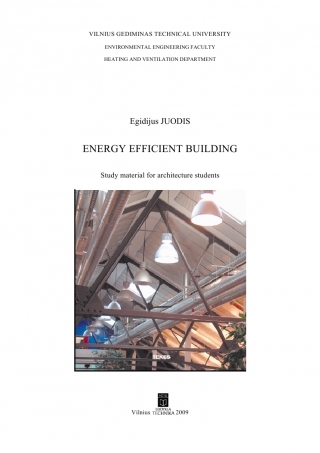 VILNIUS GEDIMINAS TECHNICAL UNIVERSITY
ENVIRONMENTAL ENGINEERING FACULTY
HEATING AND VENTILATION DEPARTMENT
Egidijus JUODIS
ENERGY EFFICIENT BUILDING
Study material for architecture students
Vilnius TECHNIKA 2009